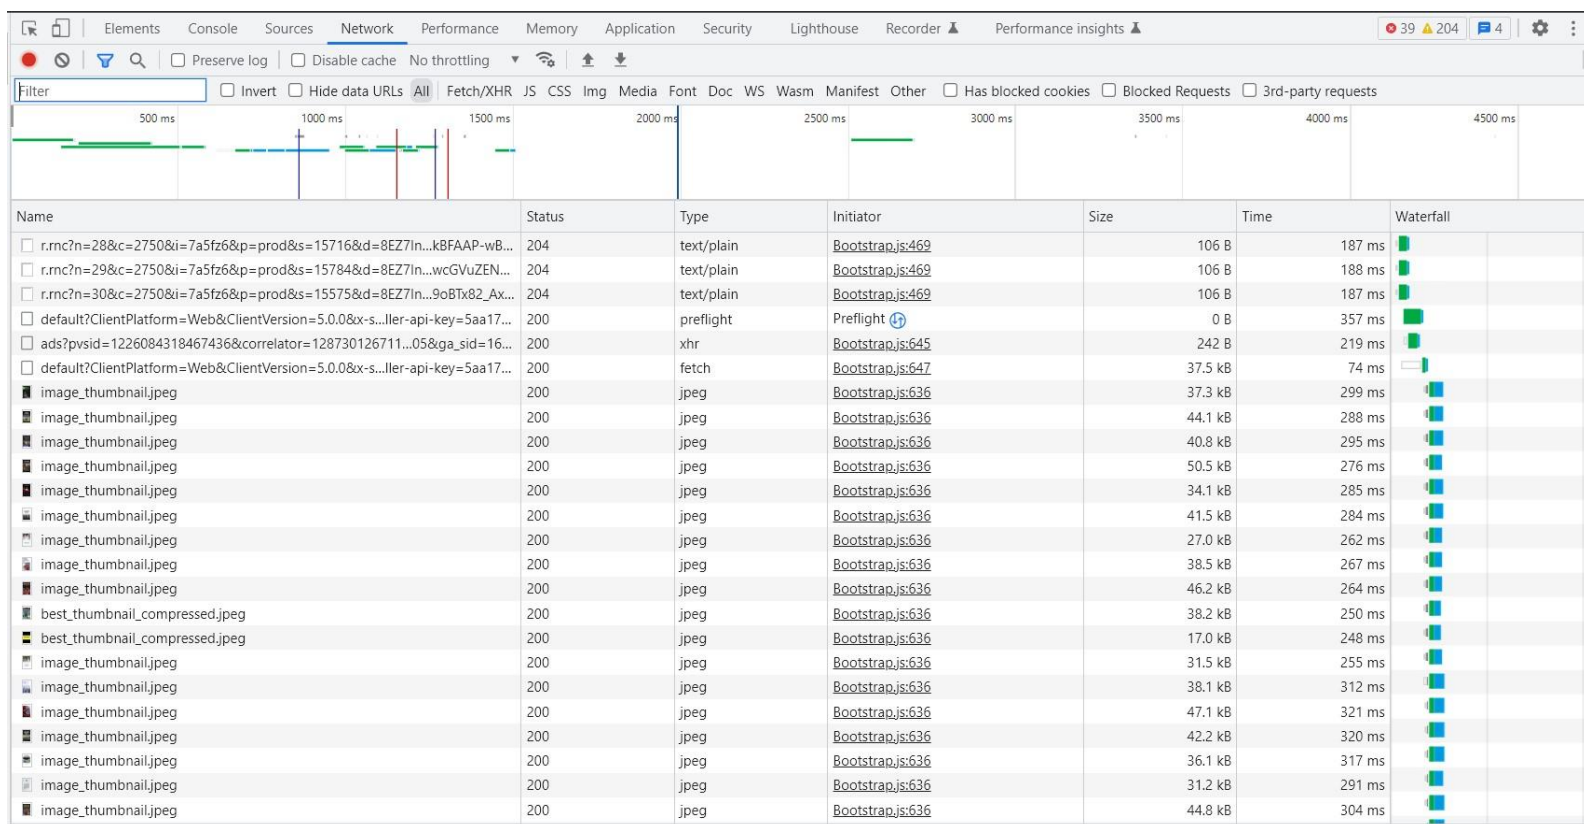 Elements Console Sources Network Performance Memory Application Security Lighthouse Recorder Performance insights 39 204 4
Preserve log Disable cache No throttling
Filter Invert Hide data URLs All Fetch/XHR JS CSS Img Media Font Doc WS Wasm Manifest Other Has blocked cookies Blocked Requests 3rd-party requests
500 ms 1000 ms 1500 ms 2000 ms 2500 ms 3000 ms 3500 ms 4000 ms 4500 ms
Name Status Type Initiator Size Time Waterfall
r.rnc?n=28&c=2750&i=7a5fz6&p=prod&s=15716&d=8EZ7In...kBFAAP-wB... 204 text/plain Bootstrap.js:469 106 B 187 ms
r.rnc?n=29&c=2750&i=7a5fz6&p=prod&s=15784&d=8EZ7In...wcGVuZEN... 204 text/plain Bootstrap.js:469 106 B 188 ms
r.rnc?n=30&c=2750&i=7a5fz6&p=prod&s=15575&d=8EZ7In...9oBTx82_Ax... 204 text/plain Bootstrap.js:469 106 B 187 ms
default?ClientPlatform=Web&ClientVersion=5.0.0&x-s...ller-api-key=5aa17... 200 preflight Preflight 0 B 357 ms
ads?pvsid=1226084318467436&correlator=128730126711...05&ga_sid=16... 200 xhr Bootstrap.js:645 242 B 219 ms
default?ClientPlatform=Web&ClientVersion=5.0.0&x-s...ller-api-key=5aa17... 200 fetch Bootstrap.js:647 37.5 kB 74 ms
image_thumbnail.jpeg 200 jpeg Bootstrap.js:636 37.3 kB 299 ms
image_thumbnail.jpeg 200 jpeg Bootstrap.js:636 44.1 kB 288 ms
image_thumbnail.jpeg 200 jpeg Bootstrap.js:636 40.8 kB 295 ms
image_thumbnail.jpeg 200 jpeg Bootstrap.js:636 50.5 kB 276 ms
image_thumbnail.jpeg 200 jpeg Bootstrap.js:636 34.1 kB 285 ms
image_thumbnail.jpeg 200 jpeg Bootstrap.js:636 41.5 kB 284 ms
image_thumbnail.jpeg 200 jpeg Bootstrap.js:636 27.0 kB 262 ms
image_thumbnail.jpeg 200 jpeg Bootstrap.js:636 38.5 kB 267 ms
image_thumbnail.jpeg 200 jpeg Bootstrap.js:636 46.2 kB 264 ms
best_thumbnail_compressed.jpeg 200 jpeg Bootstrap.js:636 38.2 kB 250 ms
best_thumbnail_compressed.jpeg 200 jpeg Bootstrap.js:636 17.0 kB 248 ms
image_thumbnail.jpeg 200 jpeg Bootstrap.js:636 31.5 kB 255 ms
image_thumbnail.jpeg 200 jpeg Bootstrap.js:636 38.1 kB 312 ms
image_thumbnail.jpeg 200 jpeg Bootstrap.js:636 47.1 kB 321 ms
image_thumbnail.jpeg 200 jpeg Bootstrap.js:636 42.2 kB 320 ms
image_thumbnail.jpeg 200 jpeg Bootstrap.js:636 36.1 kB 317 ms
image_thumbnail.jpeg 200 jpeg Bootstrap.js:636 31.2 kB 291 ms
image_thumbnail.jpeg 200 jpeg Bootstrap.js:636 44.8 kB 304 ms